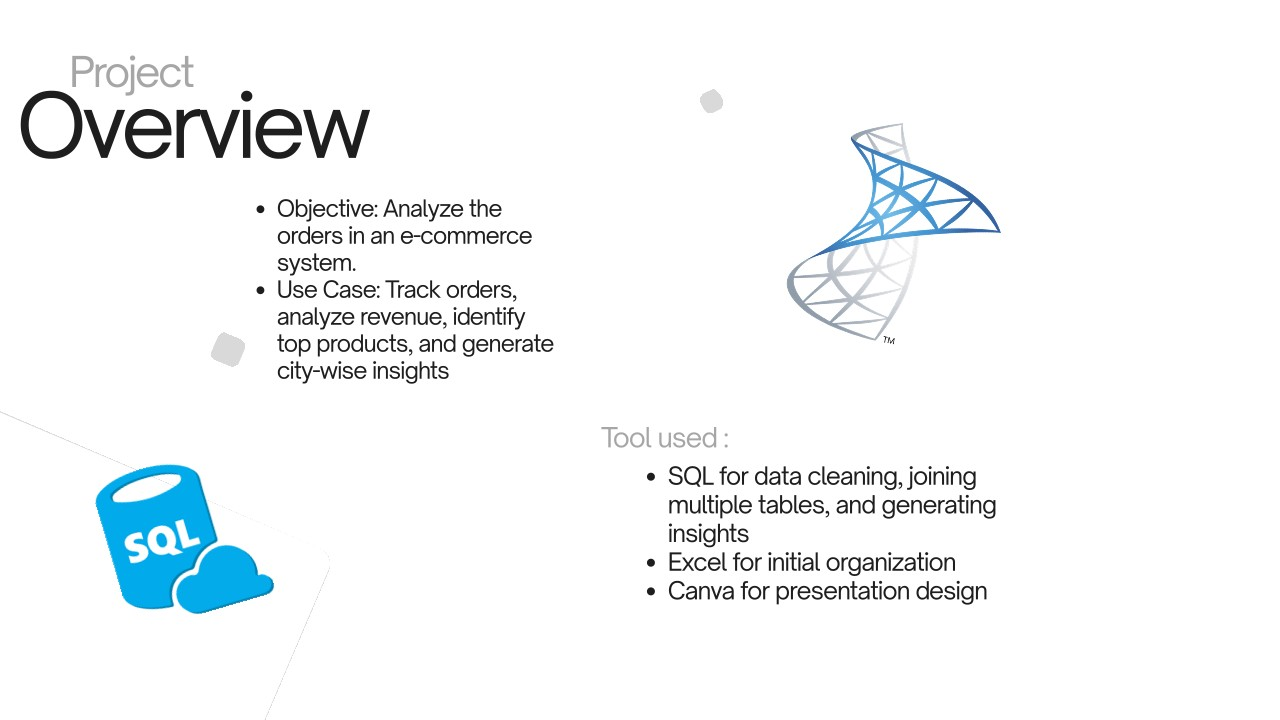 Project
Overview
• Objective: Analyze the
orders in an e-commerce
system.
• Use Case: Track orders,
analyze revenue, identify
top products, and generate
city-wise insights
TM
Tool used :
• SQL for data cleaning, joining
multiple tables, and generating
insights
• Excel for initial organization
• Canva for presentation design
SQL